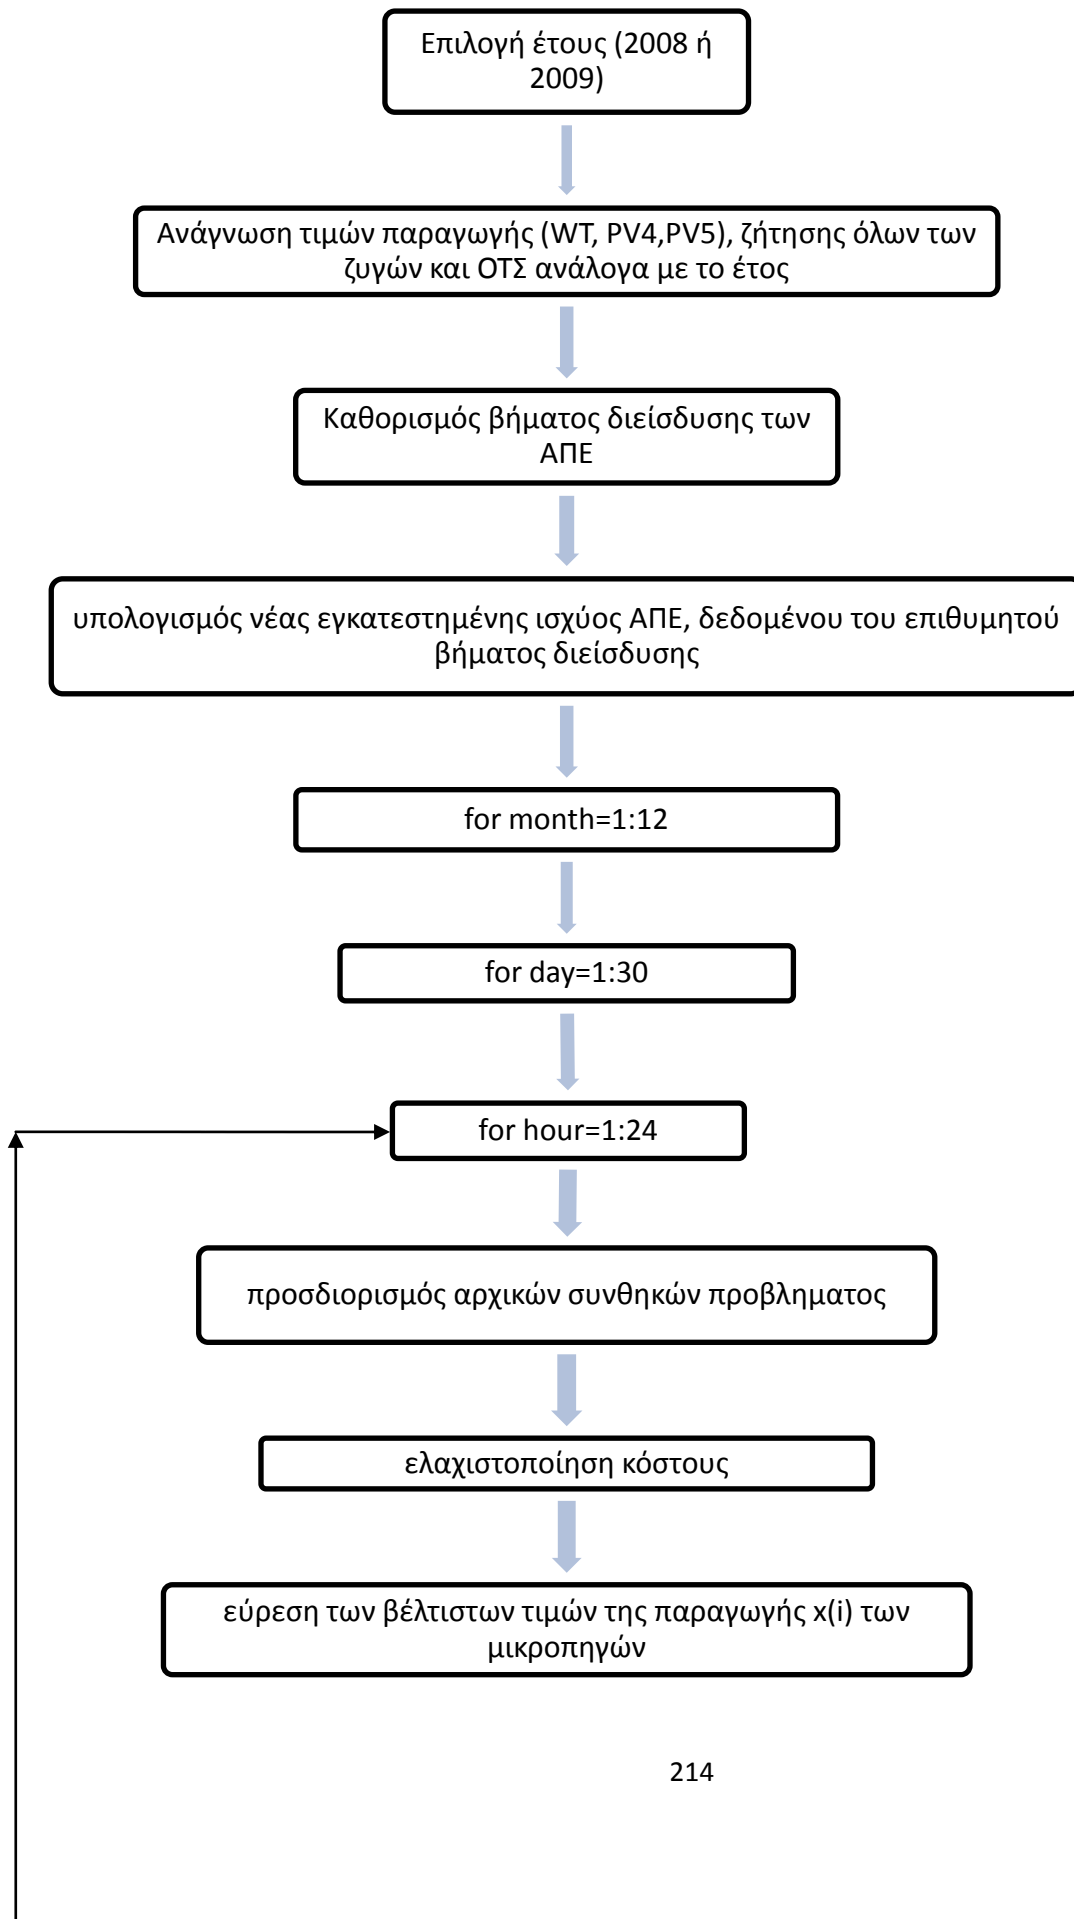 Επιλογή έτους (2008 ή
2009)
Ανάγνωση τιμών παραγωγής (WT, PV4,PV5), ζήτησης όλων των
ζυγών και ΟΤΣ ανάλογα με το έτος
Καθορισμός βήματος διείσδυσης των
ΑΠΕ
υπολογισμός νέας εγκατεστημένης ισχύος ΑΠΕ, δεδομένου του επιθυμητού
βήματος διείσδυσης
for month=1:12
for day=1:30
for hour=1:24
προσδιορισμός αρχικών συνθηκών προβληματος
ελαχιστοποίηση κόστους
εύρεση των βέλτιστων τιμών της παραγωγής x(i) των
μικροπηγών
214